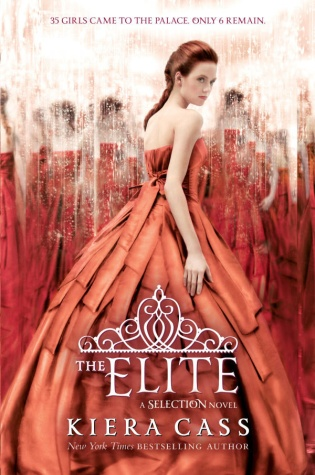 35 GIRLS CAME TO THE PALACE. ONLY 6 REMAIN.
THE ELITE
A SELECTION NOVEL
KIERA CASS
New York Times BESTSELLING AUTHOR